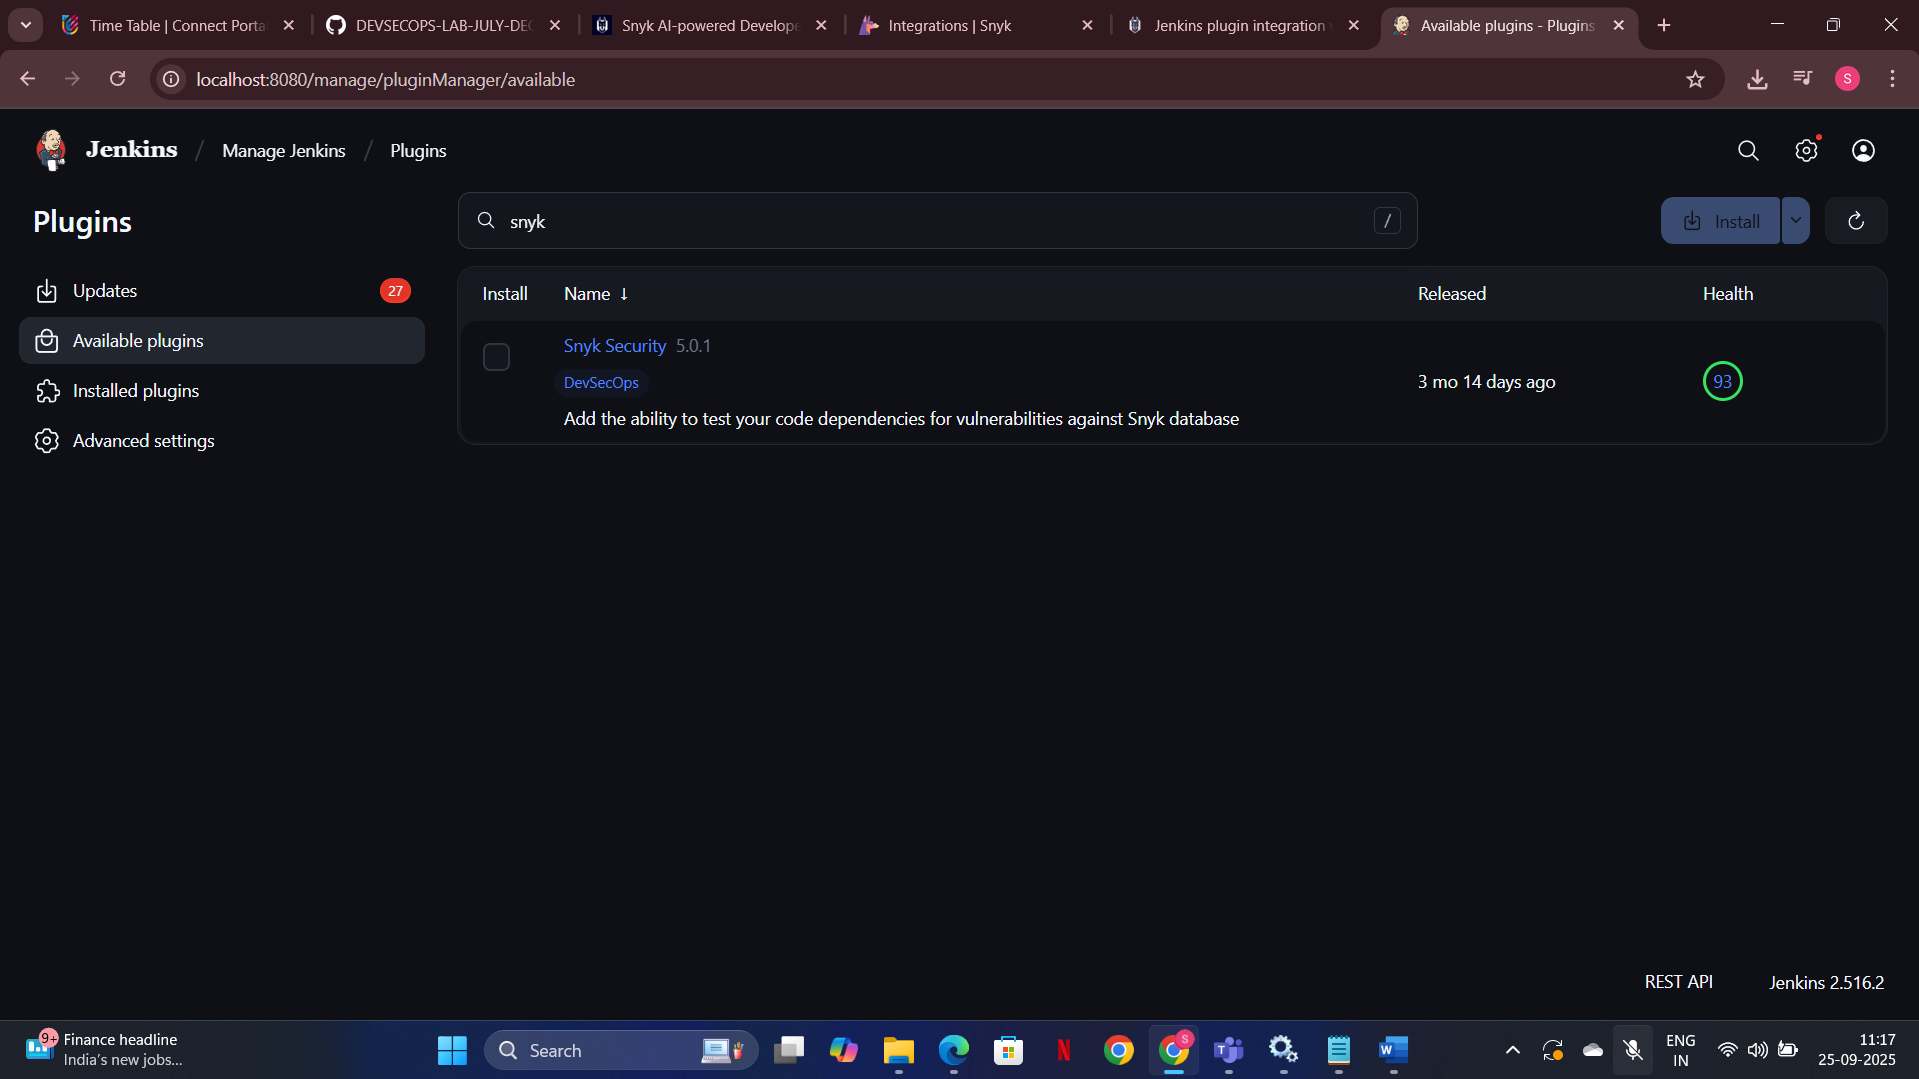 Time Table | Connect Porta
DEVSECOPS-LAB-JULY-DEC
Snyk AI-powered Develope
Integrations | Snyk
Jenkins plugin integration
Available plugins - Plugins
localhost:8080/manage/pluginManager/available
S
Jenkins / Manage Jenkins / Plugins
Plugins
snyk
/
Install
Updates
27
Available plugins
Installed plugins
Advanced settings
Install
Name ↓
Released
Health
Snyk Security 5.0.1
DevSecOps
Add the ability to test your code dependencies for vulnerabilities against Snyk database
3 mo 14 days ago
93
REST API
Jenkins 2.516.2
9+
Finance headline
India's new jobs...
Search
N
S
T
W
ENG
IN
11:17
25-09-2025